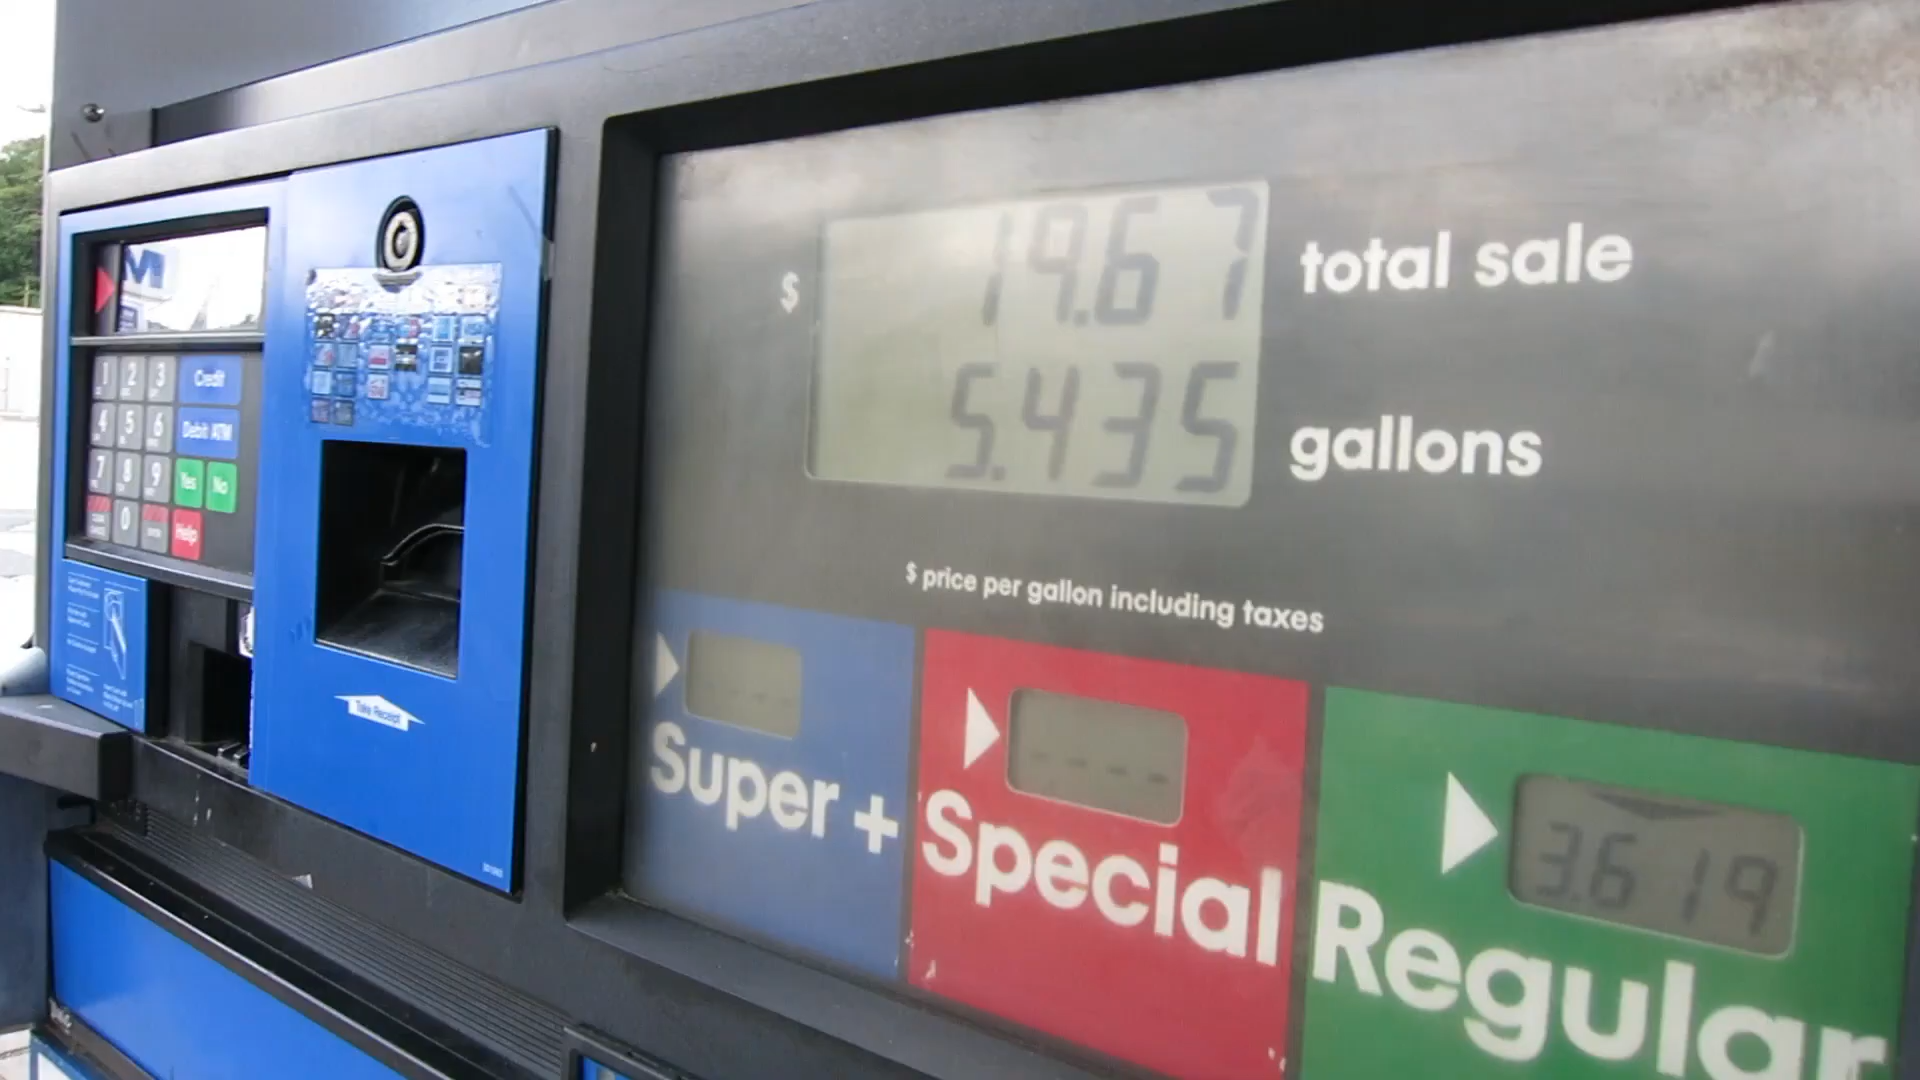 $ 19.67 total sale
5.435 gallons
$ price per gallon including taxes
Super +
Special
3.619
Regular
1 2 3 Credit
4 5 6 Debit ATM
7 8 9 Yes No
0 Help
Take Receipt